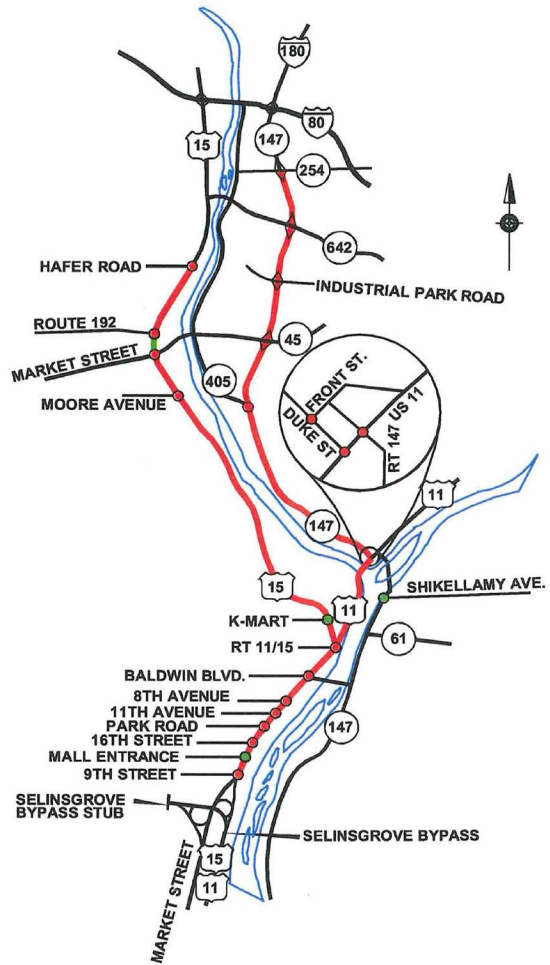 180
80
15
147
254
642
HAFER ROAD
INDUSTRIAL PARK ROAD
ROUTE 192
MARKET STREET
45
405
MOORE AVENUE
FRONT ST.
DUKE ST
US 11
RT 147
11
147
15
11
SHIKELLAMY AVE.
K-MART
RT 11/15
61
BALDWIN BLVD.
8TH AVENUE
11TH AVENUE
PARK ROAD
16TH STREET
MALL ENTRANCE
9TH STREET
147
SELINSGROVE
BYPASS STUB
SELINSGROVE BYPASS
15
11
MARKET STREET